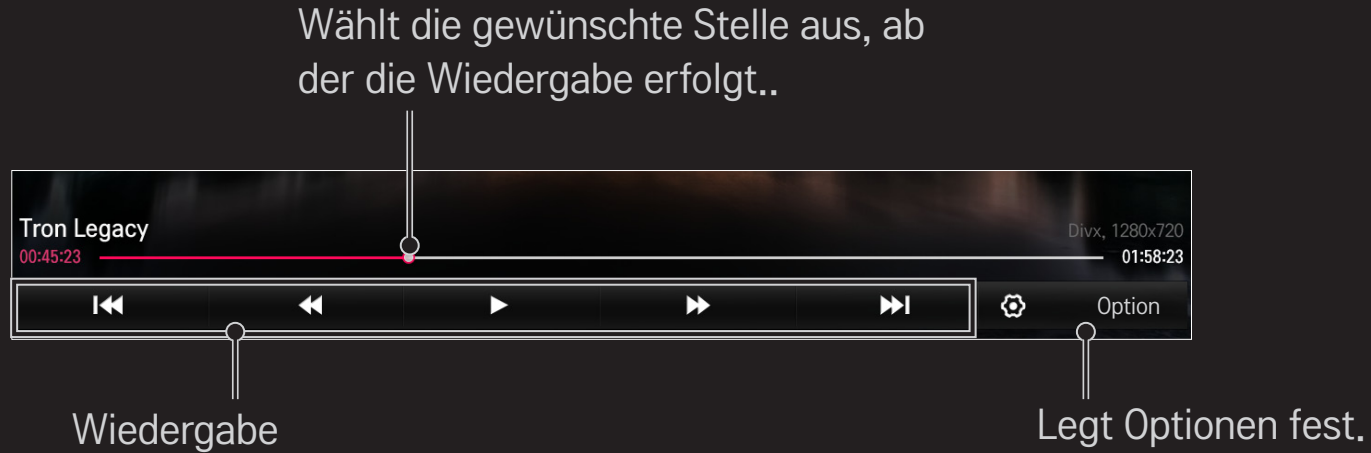 Wählt die gewünschte Stelle aus, ab
der die Wiedergabe erfolgt..
Tron Legacy
Divx, 1280x720
00:45:23
01:58:23
Option
Wiedergabe
Legt Optionen fest.